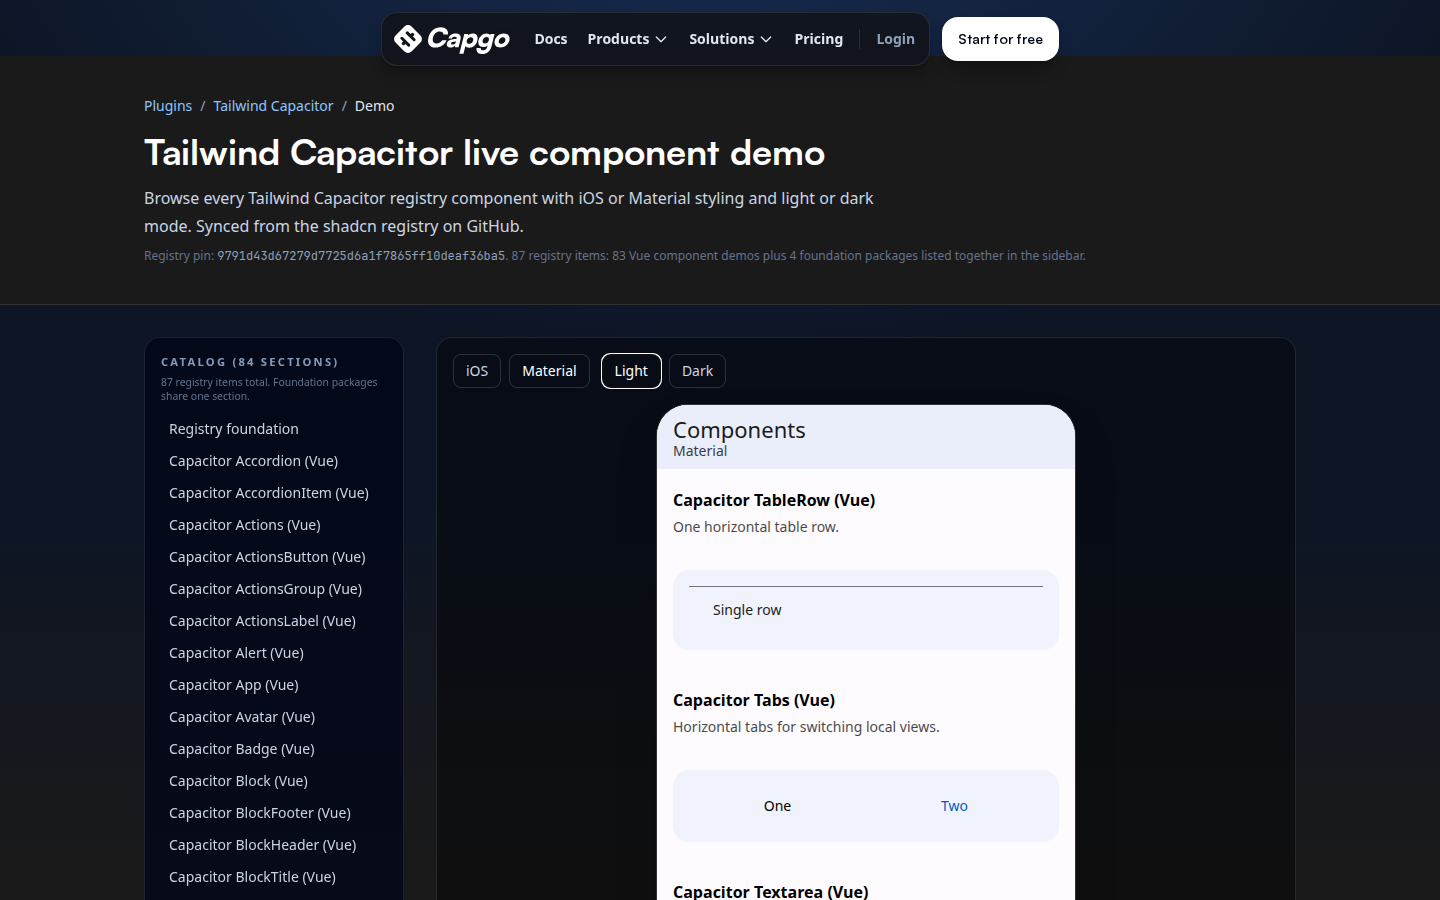 Capgo
Docs
Products
Solutions
Pricing
Login
Start for free
Plugins / Tailwind Capacitor / Demo
Tailwind Capacitor live component demo
Browse every Tailwind Capacitor registry component with iOS or Material styling and light or dark
mode. Synced from the shadcn registry on GitHub.
Registry pin: 9791d43d67279d7725d6a1f7865ff10deaf36ba5. 87 registry items: 83 Vue component demos plus 4 foundation packages listed together in the sidebar.
CATALOG (84 SECTIONS)
87 registry items total. Foundation packages
share one section.
Registry foundation
Capacitor Accordion (Vue)
Capacitor AccordionItem (Vue)
Capacitor Actions (Vue)
Capacitor ActionsButton (Vue)
Capacitor ActionsGroup (Vue)
Capacitor ActionsLabel (Vue)
Capacitor Alert (Vue)
Capacitor App (Vue)
Capacitor Avatar (Vue)
Capacitor Badge (Vue)
Capacitor Block (Vue)
Capacitor BlockFooter (Vue)
Capacitor BlockHeader (Vue)
Capacitor BlockTitle (Vue)
iOS
Material
Light
Dark
Components
Material
Capacitor TableRow (Vue)
One horizontal table row.
Single row
Capacitor Tabs (Vue)
Horizontal tabs for switching local views.
One
Two
Capacitor Textarea (Vue)